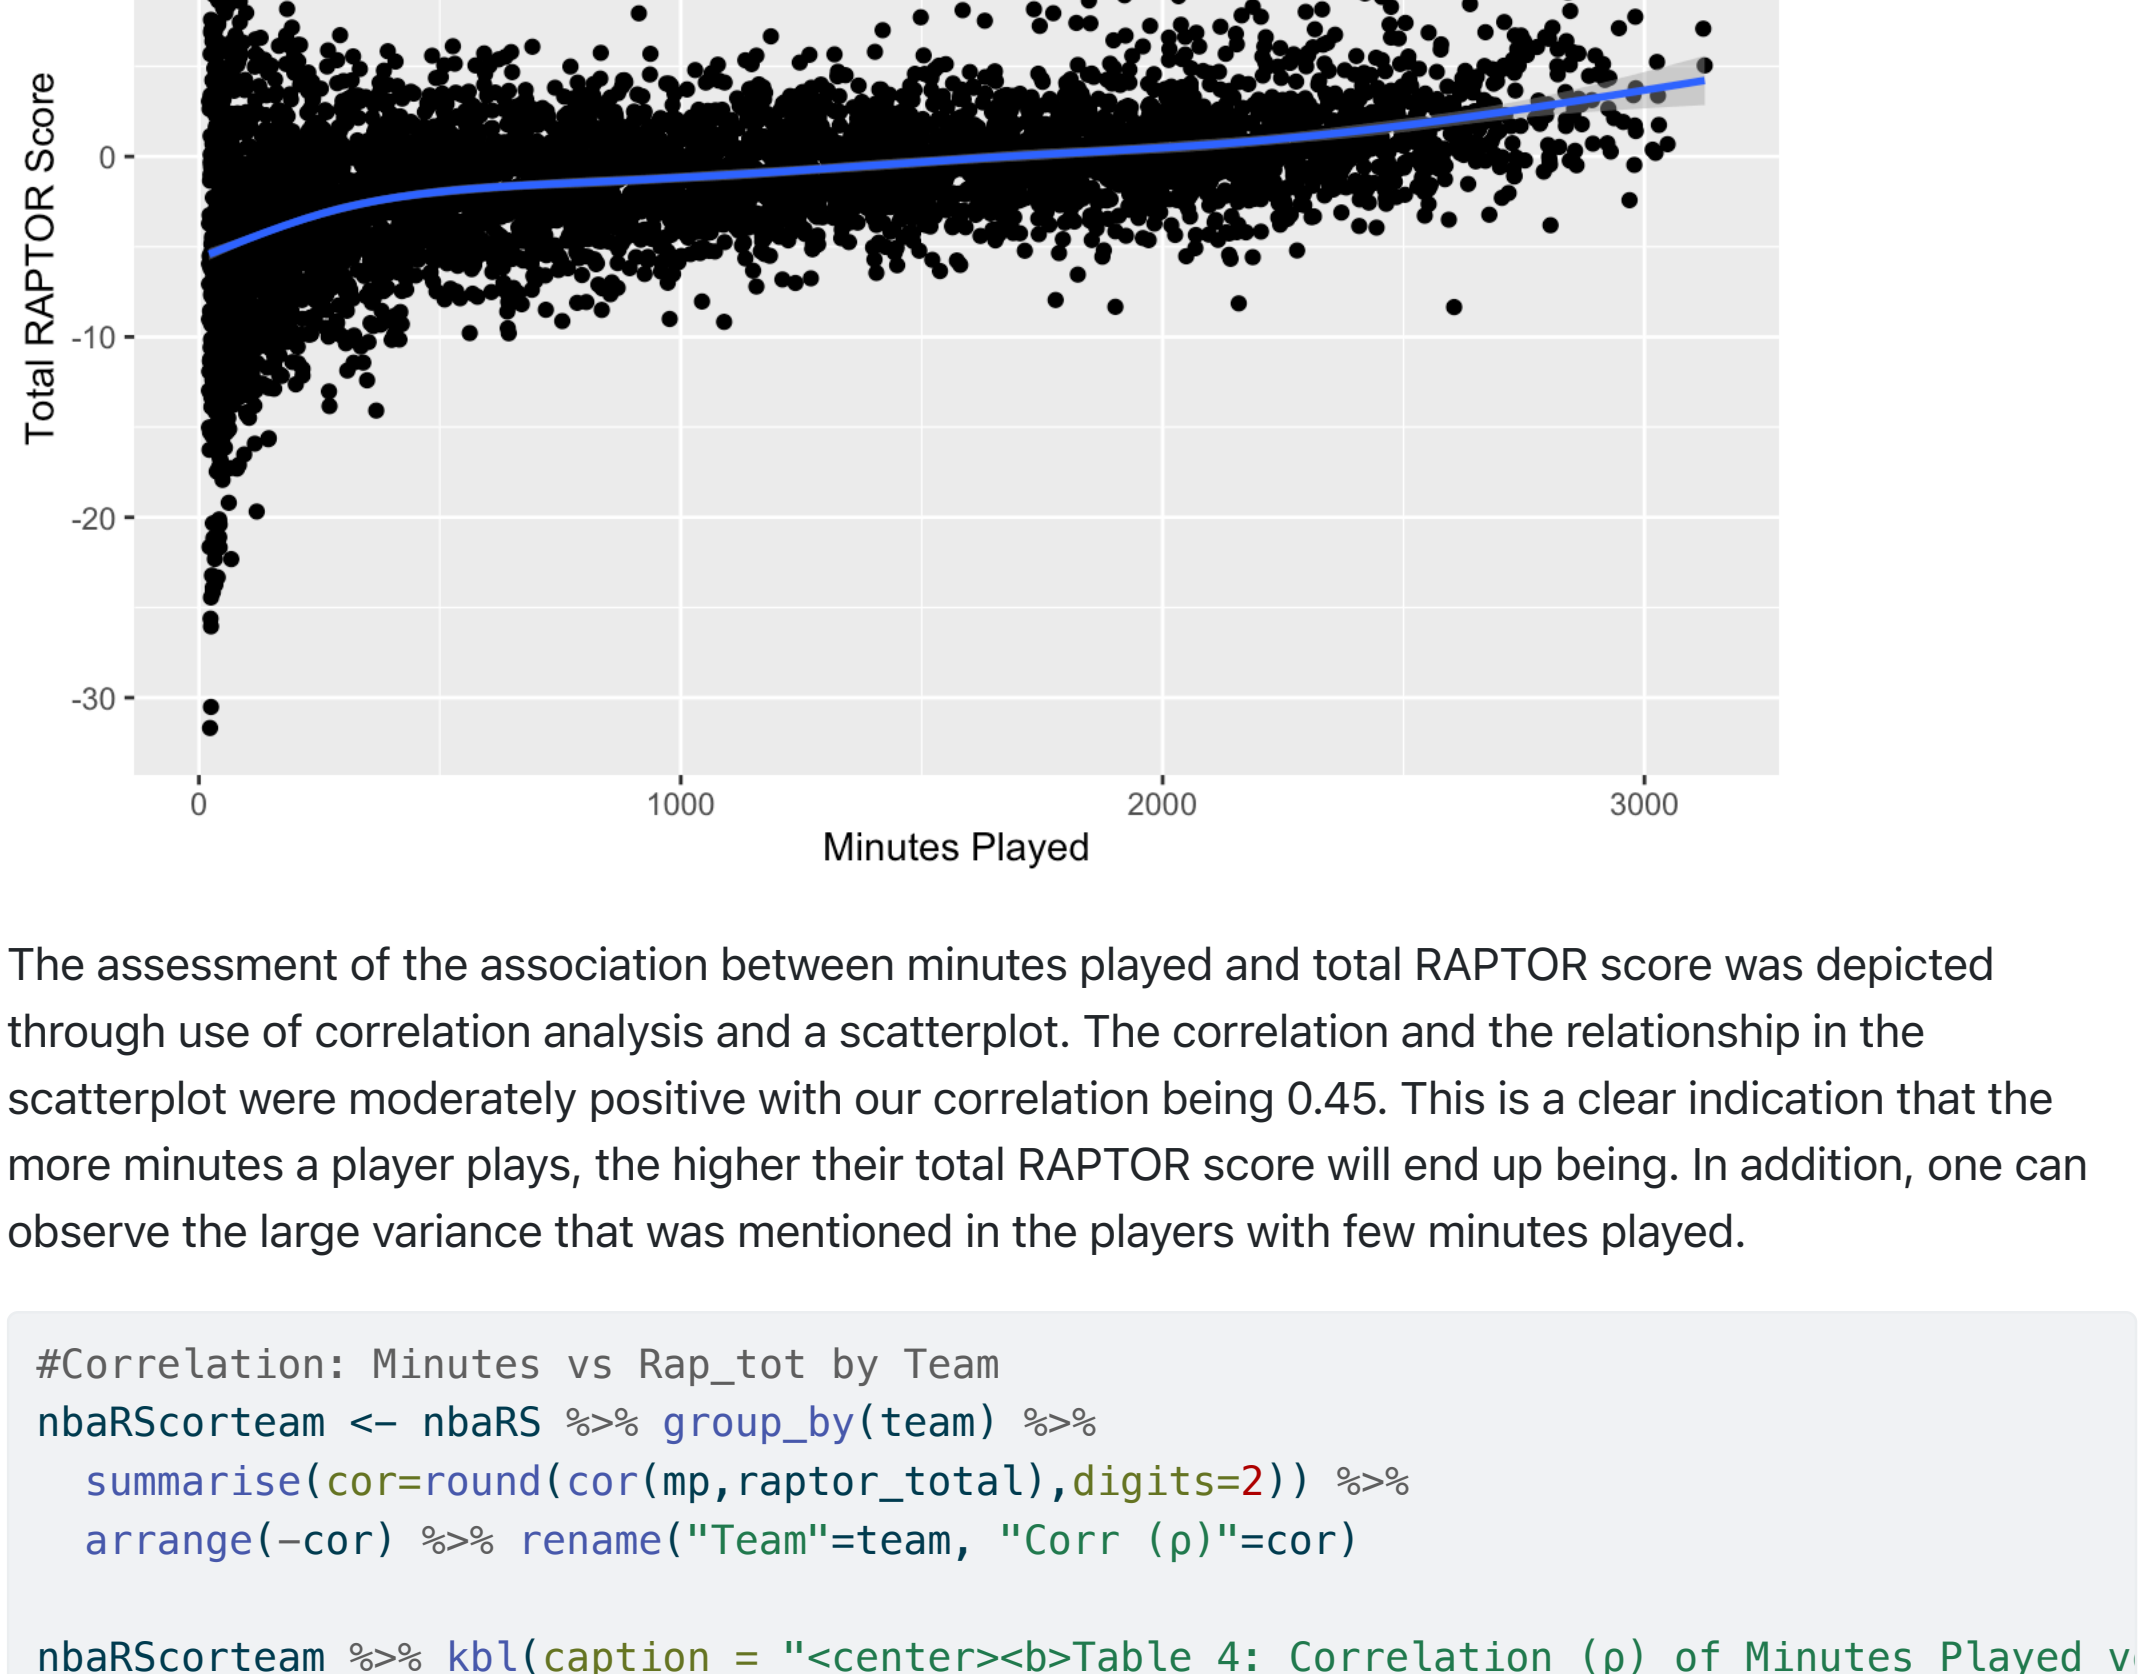 Total RAPTOR Score
0
-10
-20
-30
0 1000 2000 3000
Minutes Played
The assessment of the association between minutes played and total RAPTOR score was depicted
through use of correlation analysis and a scatterplot. The correlation and the relationship in the
scatterplot were moderately positive with our correlation being 0.45. This is a clear indication that the
more minutes a player plays, the higher their total RAPTOR score will end up being. In addition, one can
observe the large variance that was mentioned in the players with few minutes played.
#Correlation: Minutes vs Rap_tot by Team
nbaRScorteam <- nbaRS %>% group_by(team) %>%
  summarise(cor=round(cor(mp,raptor_total),digits=2)) %>%
  arrange(-cor) %>% rename("Team"=team, "Corr (ρ)"=cor)
nbaRScorteam %>% kbl(caption = "<center><b>Table 4: Correlation (ρ) of Minutes Played